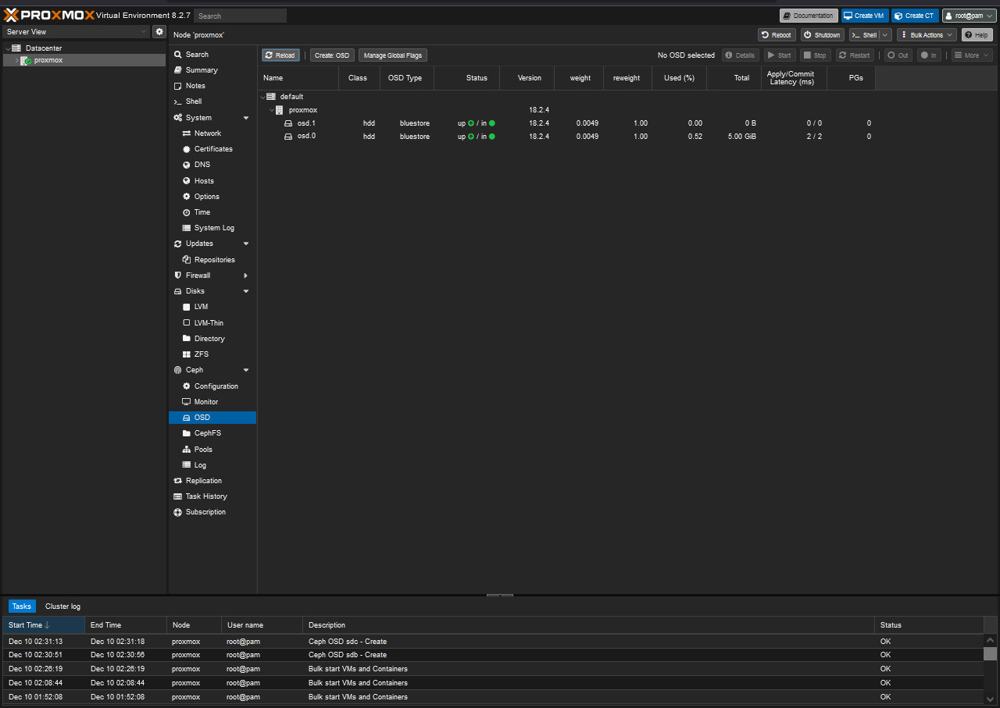 PROXMOX Virtual Environment 8.2.7 Search Documentation Create VM Create CT root@pam
Server View
Datacenter
proxmox
Node 'proxmox' Reboot Shutdown Shell Bulk Actions Help
Search
Summary
Notes
Shell
System
Network
Certificates
DNS
Hosts
Options
Time
System Log
Updates
Repositories
Firewall
Disks
LVM
LVM-Thin
Directory
ZFS
Ceph
Configuration
Monitor
OSD
CephFS
Pools
Log
Replication
Task History
Subscription
Reload Create: OSD Manage Global Flags No OSD selected Details Start Stop Restart Out In More
Name Class OSD Type Status Version weight reweight Used (%) Total Apply/Commit Latency (ms) PGs
default
proxmox 18.2.4
osd.1 hdd bluestore up / in 18.2.4 0.0049 1.00 0.00 0 B 0 / 0 0
osd.0 hdd bluestore up / in 18.2.4 0.0049 1.00 0.52 5.00 GiB 2 / 2 0
Tasks Cluster log
Start Time End Time Node User name Description Status
Dec 10 02:31:13 Dec 10 02:31:18 proxmox root@pam Ceph OSD sdc - Create OK
Dec 10 02:30:51 Dec 10 02:30:56 proxmox root@pam Ceph OSD sdb - Create OK
Dec 10 02:26:19 Dec 10 02:26:19 proxmox root@pam Bulk start VMs and Containers OK
Dec 10 02:08:44 Dec 10 02:08:44 proxmox root@pam Bulk start VMs and Containers OK
Dec 10 01:52:08 Dec 10 01:52:08 proxmox root@pam Bulk start VMs and Containers OK